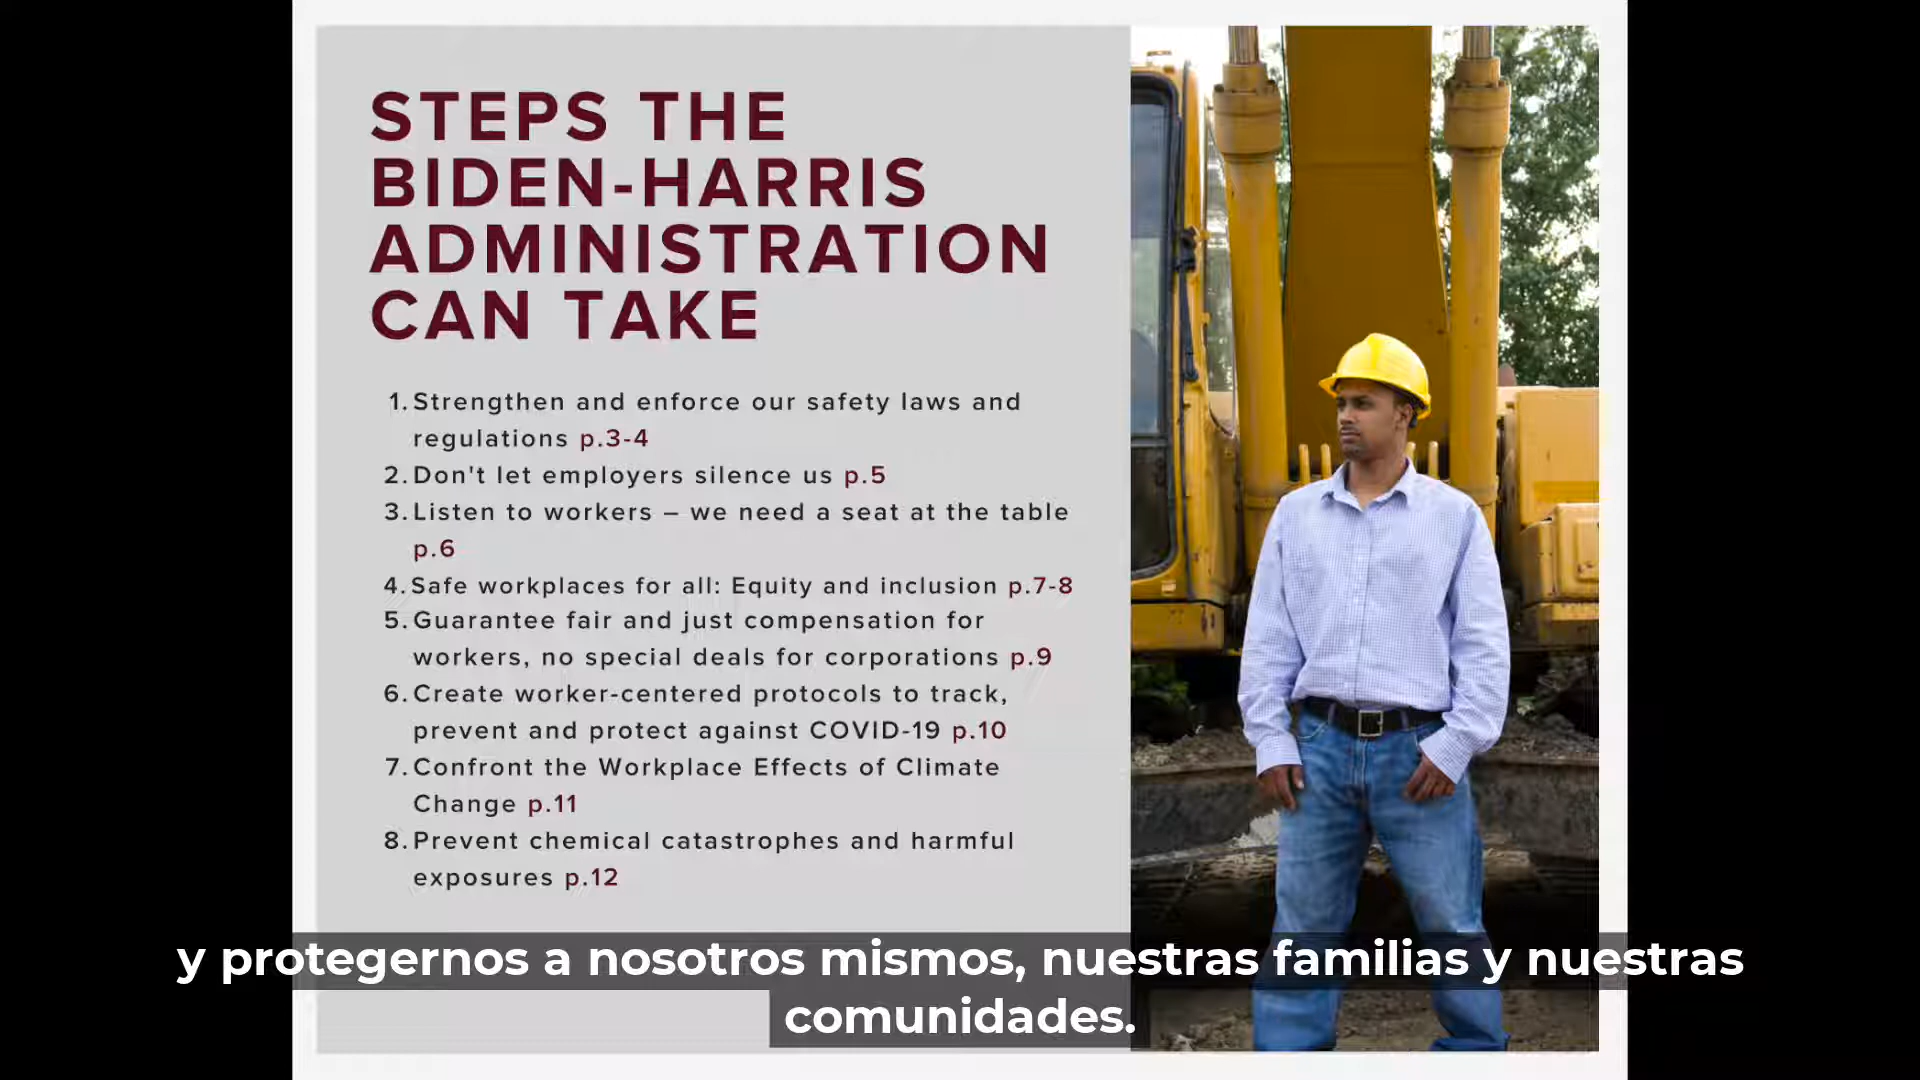 STEPS THE
BIDEN-HARRIS
ADMINISTRATION
CAN TAKE
1. Strengthen and enforce our safety laws and
regulations p.3-4
2. Don't let employers silence us p.5
3. Listen to workers – we need a seat at the table
p.6
4. Safe workplaces for all: Equity and inclusion p.7-8
5. Guarantee fair and just compensation for
workers, no special deals for corporations p.9
6. Create worker-centered protocols to track,
prevent and protect against COVID-19 p.10
7. Confront the Workplace Effects of Climate
Change p.11
8. Prevent chemical catastrophes and harmful
exposures p.12
y protegernos a nosotros mismos, nuestras familias y nuestras
comunidades.